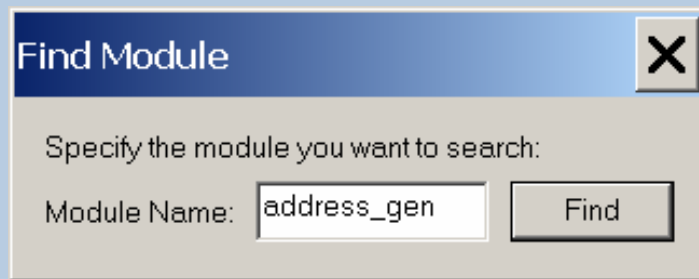 Find Module
Specify the module you want to search:
Module Name: address_gen Find